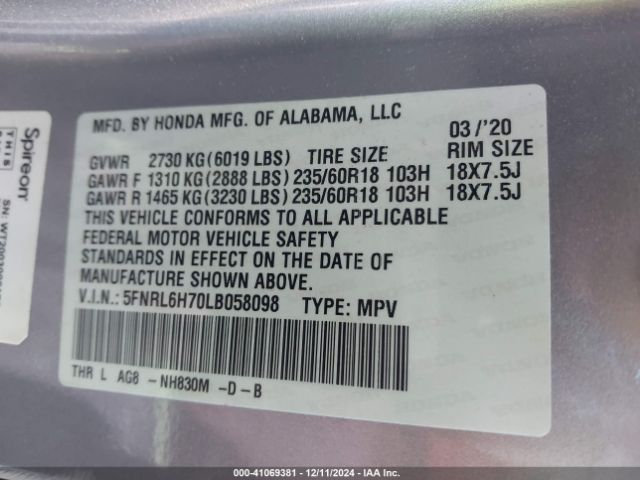 MFD. BY HONDA MFG. OF ALABAMA, LLC
03 /'20
GVWR 2730 KG (6019 LBS) TIRE SIZE RIM SIZE
GAWR F 1310 KG (2888 LBS) 235/60R18 103H 18X7.5J
GAWR R 1465 KG (3230 LBS) 235/60R18 103H 18X7.5J
THIS VEHICLE CONFORMS TO ALL APPLICABLE
FEDERAL MOTOR VEHICLE SAFETY
STANDARDS IN EFFECT ON THE DATE OF
MANUFACTURE SHOWN ABOVE.
V.I.N.: 5FNRL6H70LB058098 TYPE: MPV
THR L AG8 -NH830M -D-B
Spireon
THIS
000-41069381 | 12/11/2024 | IAA Inc.